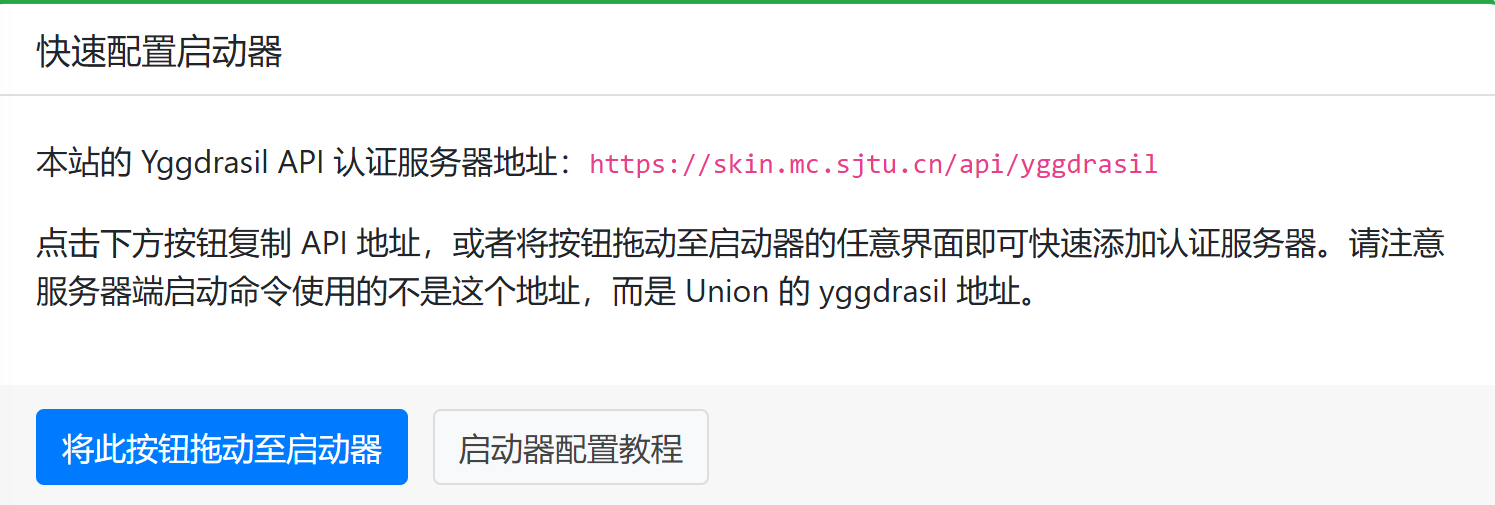 快速配置启动器
本站的 Yggdrasil API 认证服务器地址：https://skin.mc.sjtu.cn/api/yggdrasil
点击下方按钮复制 API 地址，或者将按钮拖动至启动器的任意界面即可快速添加认证服务器。请注意
服务器端启动命令使用的不是这个地址，而是 Union 的 yggdrasil 地址。
将此按钮拖动至启动器
启动器配置教程